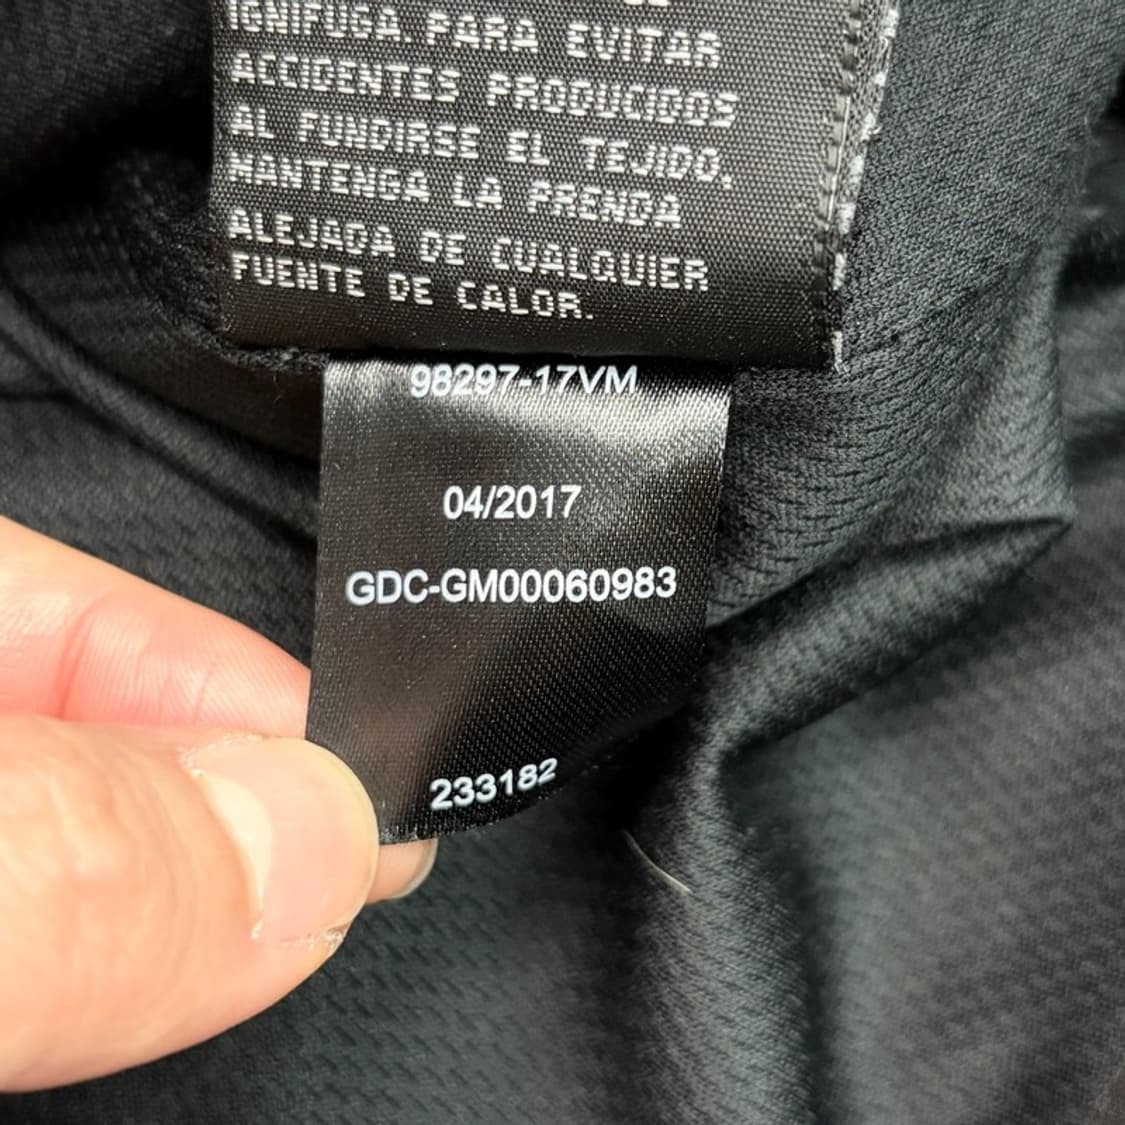 IGNIFUGA. PARA EVITAR
ACCIDENTES PRODUCIDOS
AL FUNDIRSE EL TEJIDO,
MANTENGA LA PRENDA
ALEJADA DE CUALQUIER
FUENTE DE CALOR.
98297-17VM
04/2017
GDC-GM00060983
233182